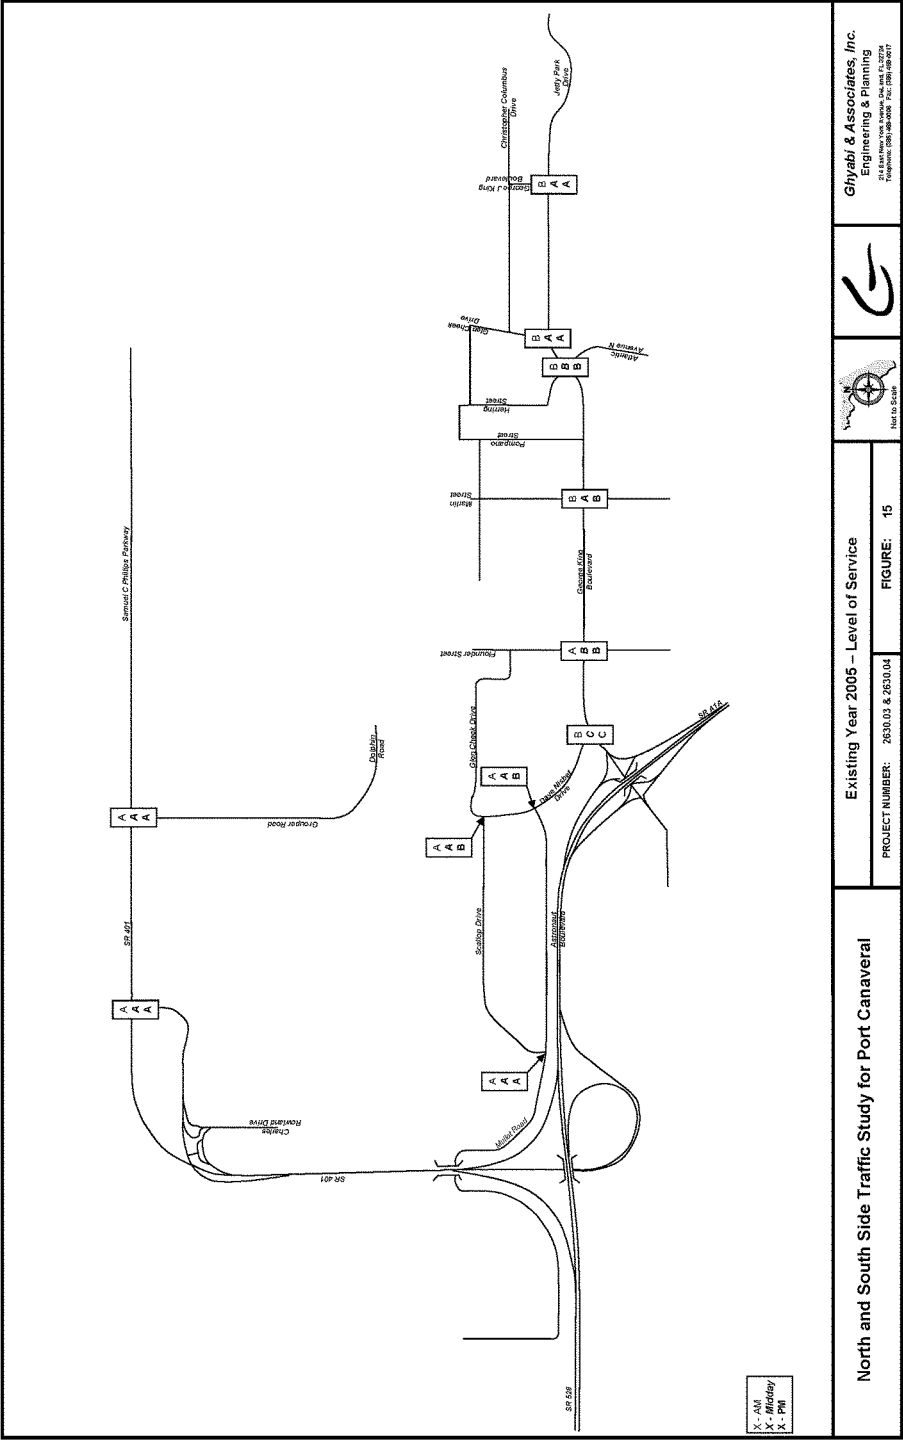 Samuel C Phillips Parkway
SR 401
A
A
A
Grouper Road
Dolphin
Road
A
A
A
Charles
Rowland Drive
SR 401
Christopher Columbus
Drive
Jetty Park
Drive
George J King
Boulevard
B
A
A
Glen Cheek
Drive
B
A
A
B
B
B
Atlantic
Avenue N
Herring
Street
Pompano
Street
Marlin
Street
B
A
B
George King
Boulevard
Flounder Street
A
B
B
Glen Cheek Drive
B
C
C
SR A1A
A
A
B
Dave Nisbet
Drive
A
A
B
Scallop Drive
Astronaut
Boulevard
A
A
A
Mullet Road
SR 528
X - AM
X - Midday
X - PM
North and South Side Traffic Study for Port Canaveral
Existing Year 2005 – Level of Service
PROJECT NUMBER: 2630.03 & 2630.04
FIGURE: 15
N
Not to Scale
Ghyabi & Associates, Inc.
Engineering & Planning